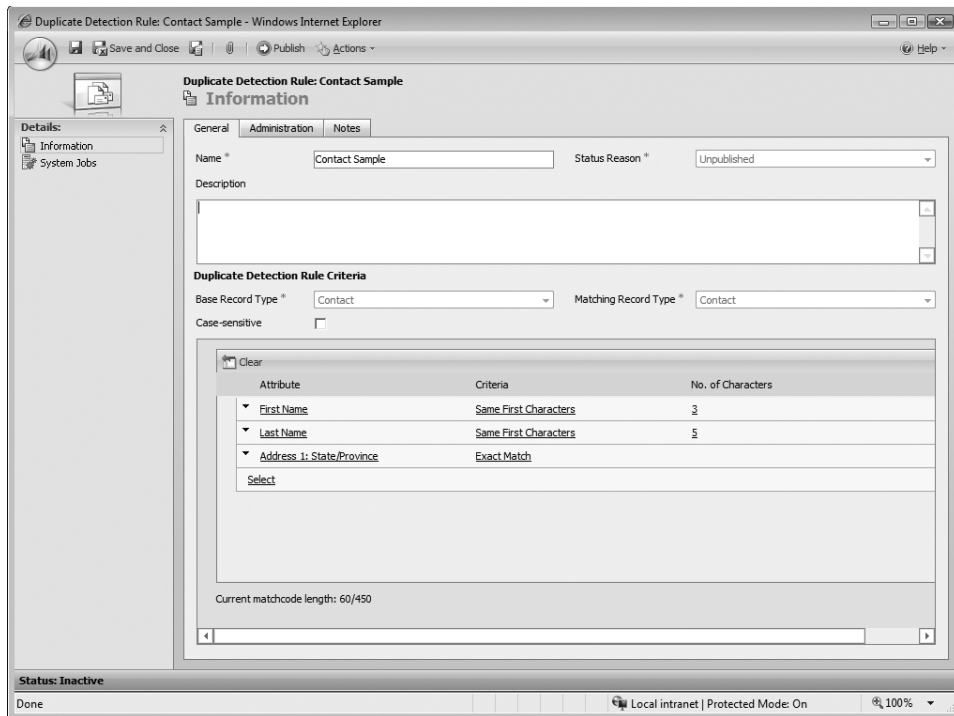 Duplicate Detection Rule: Contact Sample - Windows Internet Explorer
Save and Close Publish Actions Help
Duplicate Detection Rule: Contact Sample
Information
Details:
Information
System Jobs
General Administration Notes
Name * Contact Sample Status Reason * Unpublished
Description
Duplicate Detection Rule Criteria
Base Record Type * Contact Matching Record Type * Contact
Case-sensitive
Clear
Attribute Criteria No. of Characters
First Name Same First Characters 3
Last Name Same First Characters 5
Address 1: State/Province Exact Match
Select
Current matchcode length: 60/450
Status: Inactive
Done Local intranet | Protected Mode: On 100%